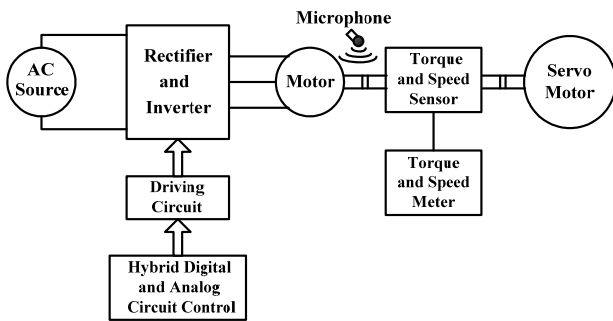 Microphone
AC
Source
Rectifier
and
Inverter
Motor
Torque
and Speed
Sensor
Servo
Motor
Torque
and Speed
Meter
Driving
Circuit
Hybrid Digital
and Analog
Circuit Control